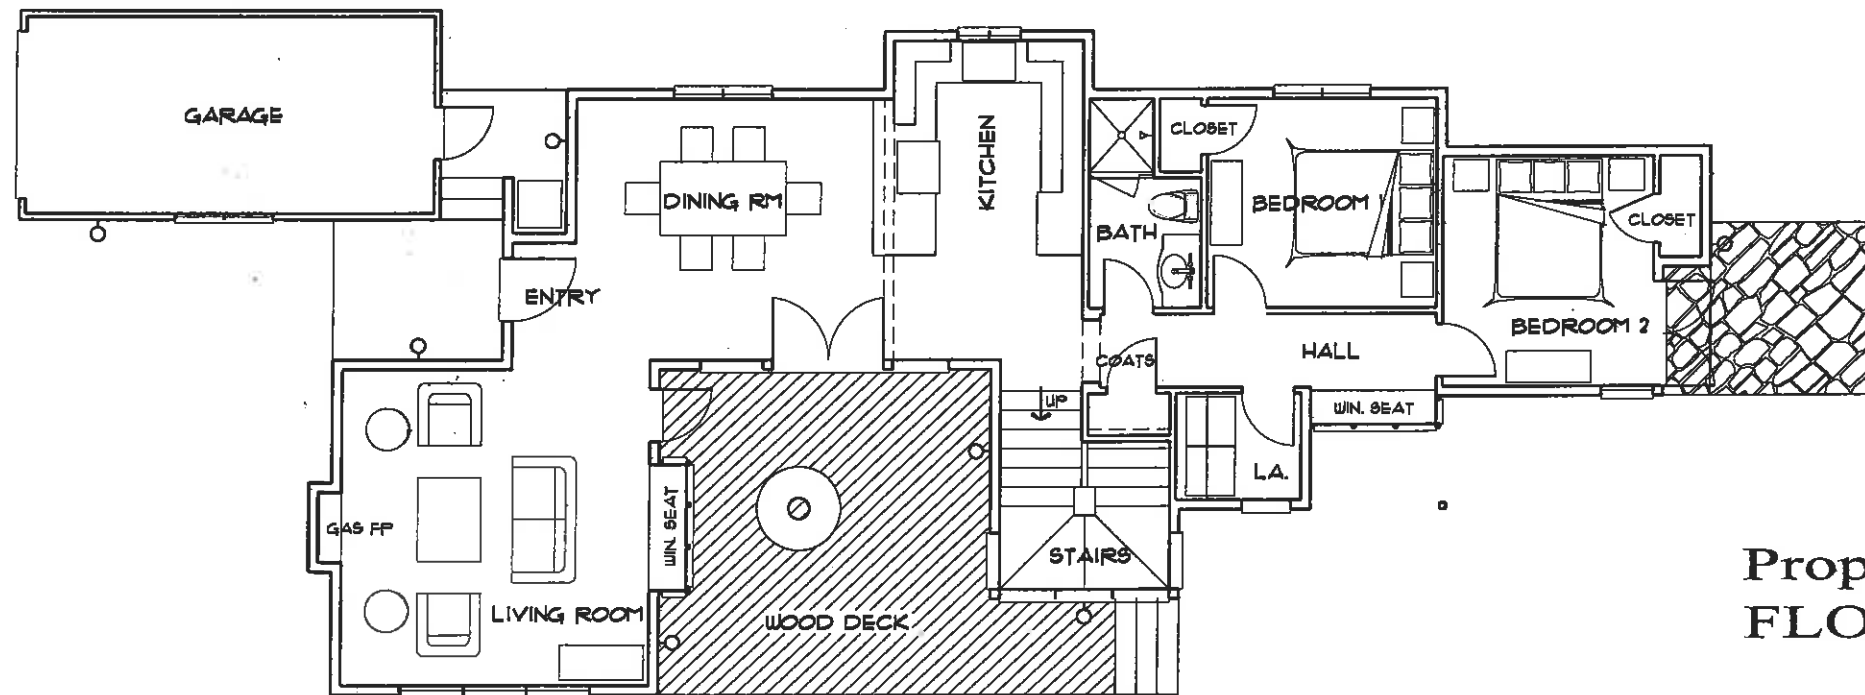 GARAGE
DINING RM
KITCHEN
CLOSET
BATH
BEDROOM 1
CLOSET
ENTRY
BEDROOM 2
HALL
COATS
UP
WIN. SEAT
L.A.
GAS FP
WIN. SEAT
STAIRS
LIVING ROOM
WOOD DECK
Prop
FLO